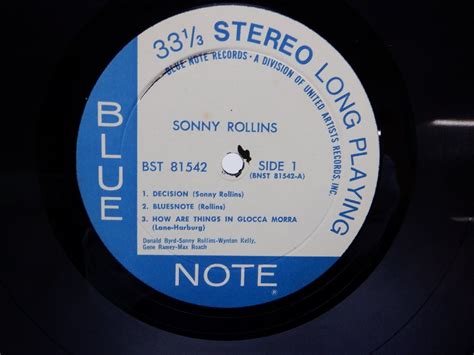 33⅓ STEREO LONG PLAYING
BLUE NOTE RECORDS • A DIVISION OF UNITED ARTISTS RECORDS, INC.
BLUE
SONNY ROLLINS
BST 81542 SIDE 1
(BNST 81542-A)
1. DECISION (Sonny Rollins)
2. BLUESNOTE (Rollins)
3. HOW ARE THINGS IN GLOCCA MORRA
(Lane-Harburg)
Donald Byrd-Sonny Rollins-Wynton Kelly,
Gene Ramey-Max Roach
NOTE